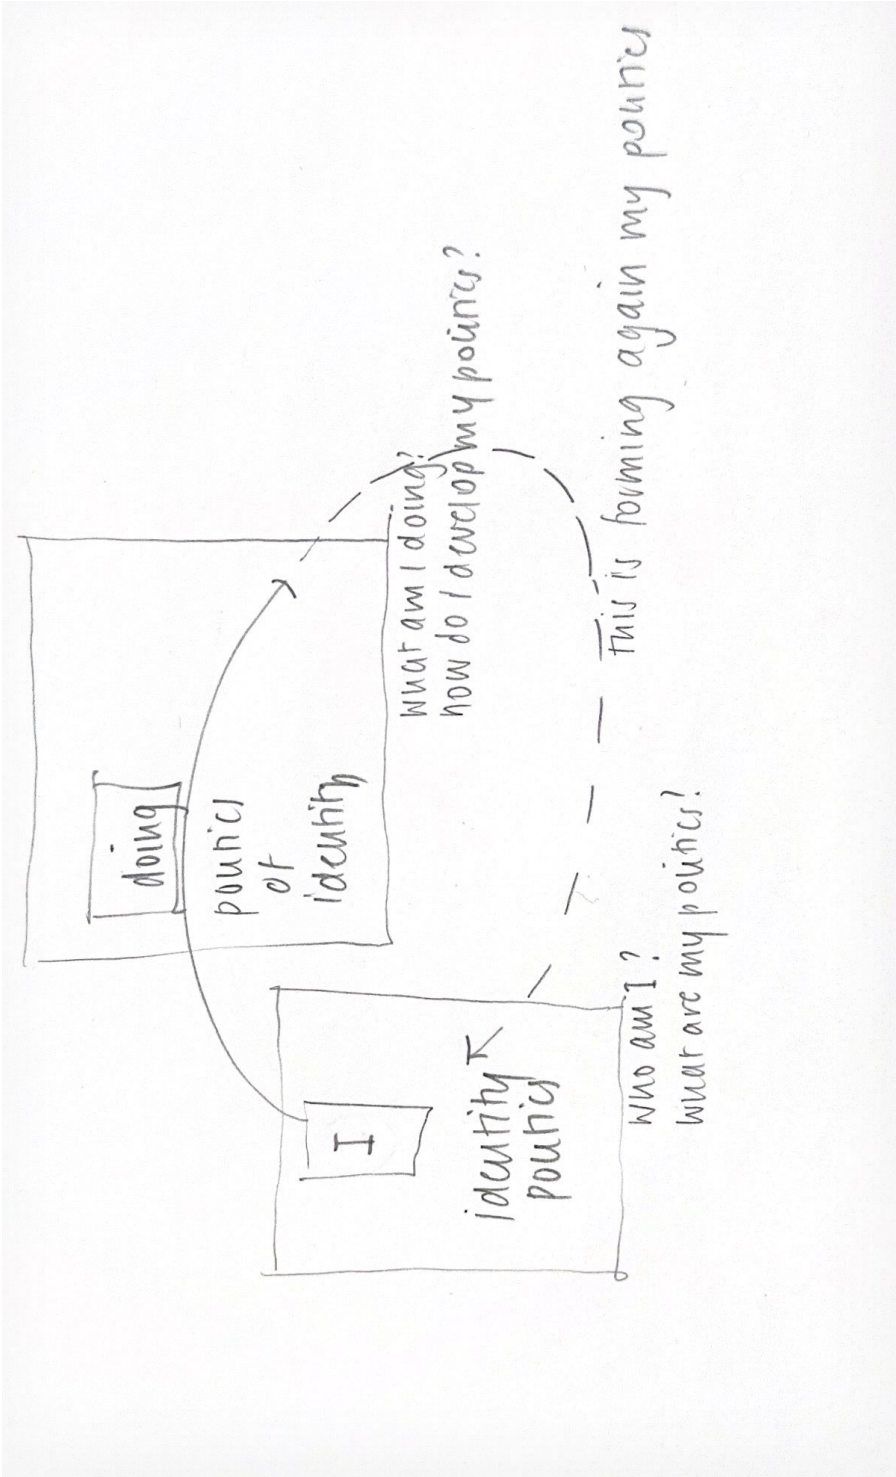 doing
politics
of
identity
what am I doing?
how do I develop my politics?
I
identity
politics
who am I?
what are my politics?
this is forming again my politics